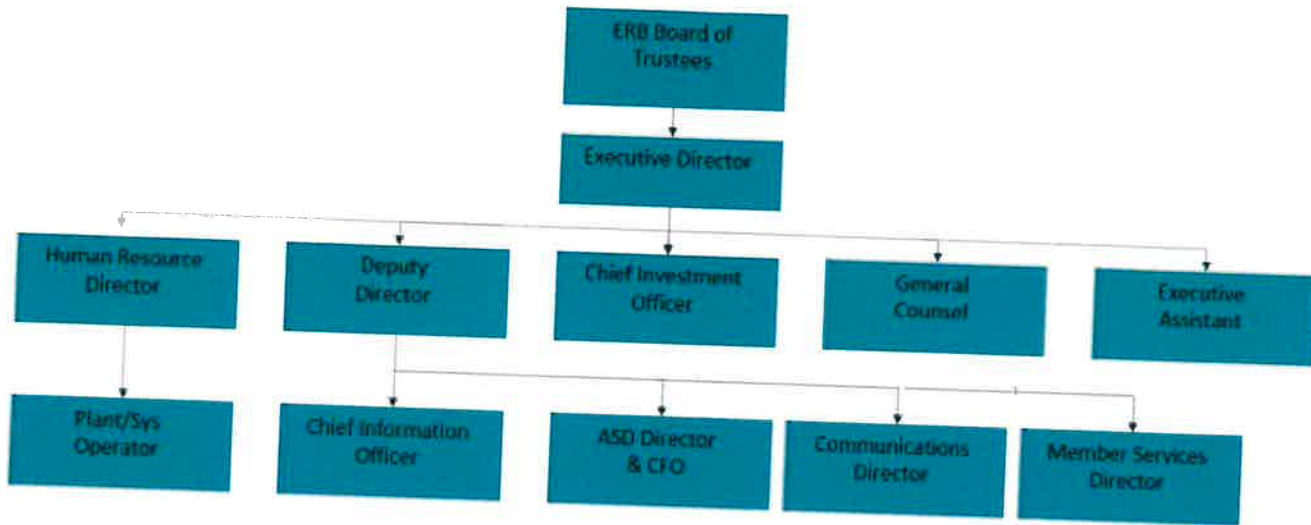 ERB Board of
Trustees
Executive Director
Human Resource
Director
Deputy
Director
Chief Investment
Officer
General
Counsel
Executive
Assistant
Plant/Sys
Operator
Chief Information
Officer
ASD Director
& CFO
Communications
Director
Member Services
Director